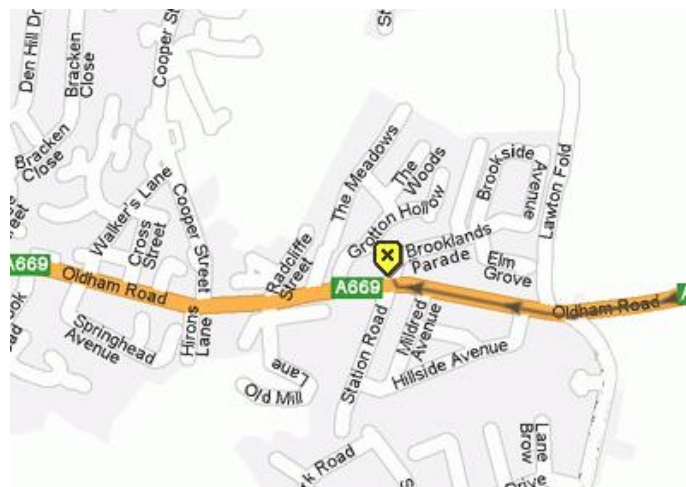 Den Hill Dr
Bracken
Close
Cooper Street
St
Bracken
Close
Walker's Lane
Cross
Street
Cooper Street
The Meadows
The
Woods
Grotton Hollow
Brookside
Avenue
Lawton Fold
Brooklands
Parade
Elm
Grove
Radcliffe
Street
A669
Oldham Road
A669
Oldham Road
Springhead
Avenue
Hirons
Lane
Old Mill
Lane
Station Road
Mildred
Avenue
Hillside Avenue
Lane
Brow
Road
Drive